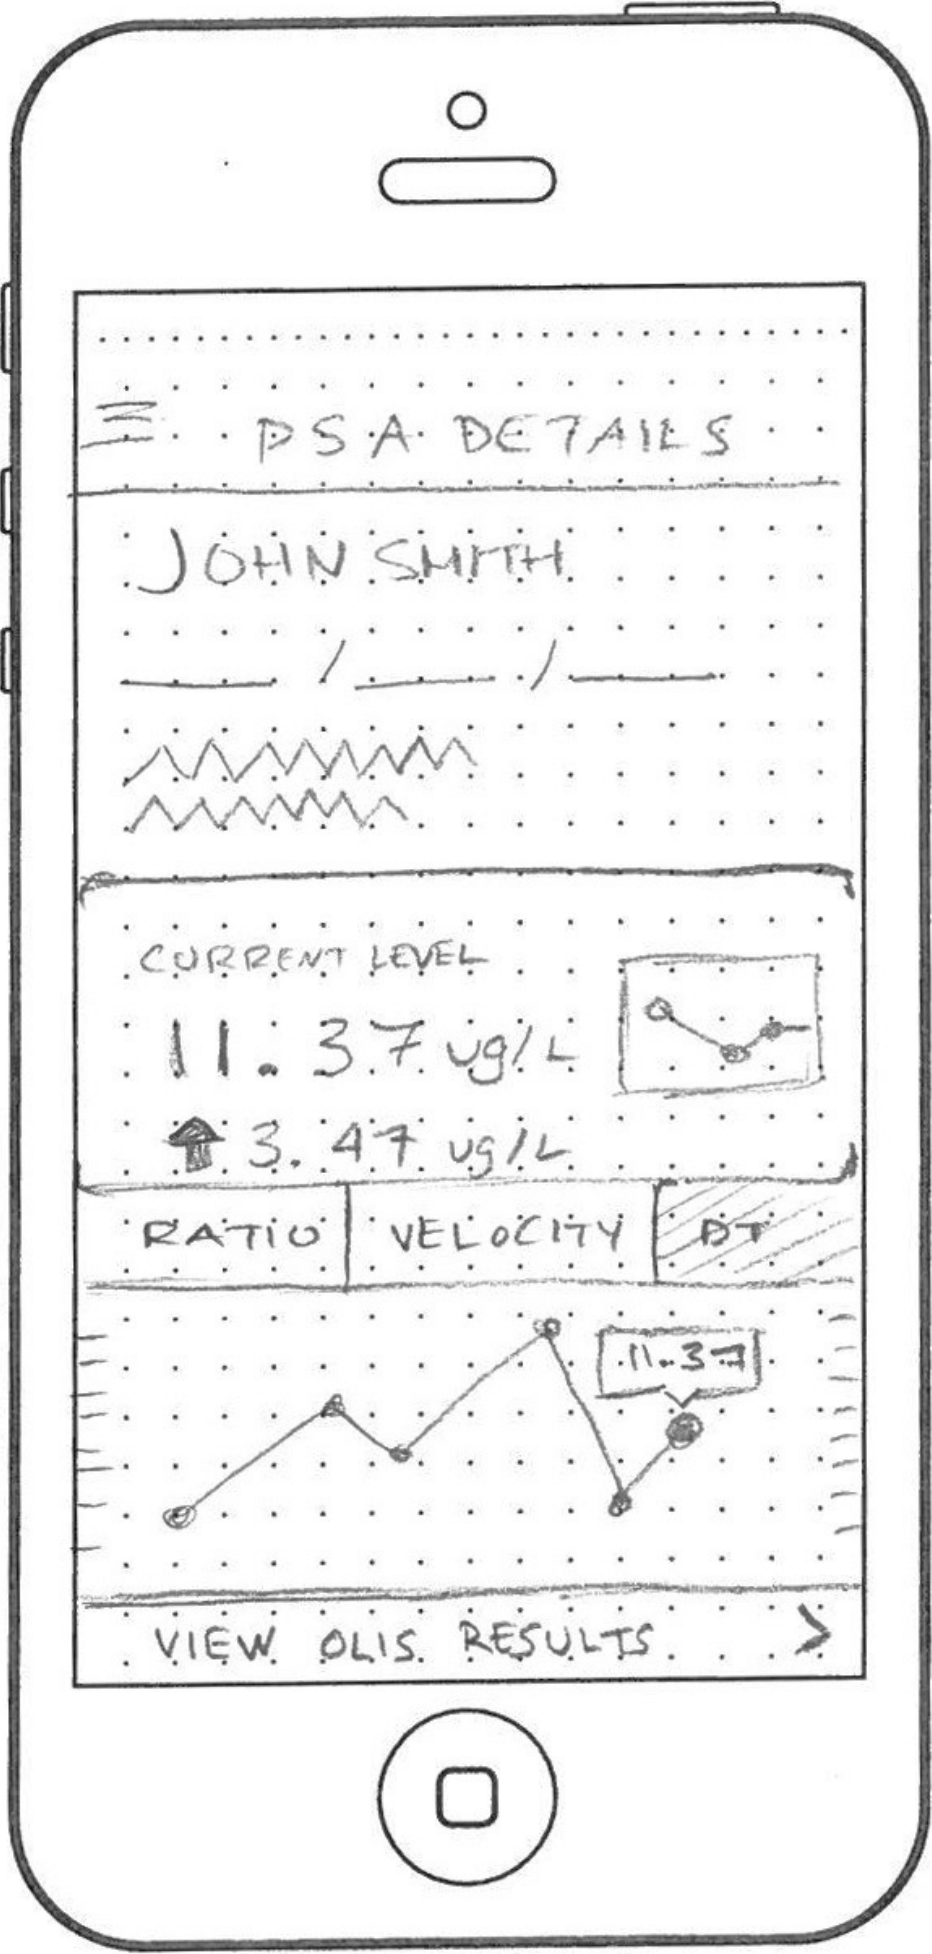 PSA DETAILS
JOHN SMITH
CURRENT LEVEL
11.37 ug/L
3.47 ug/L
RATIO VELOCITY DT
11.37
VIEW OLIS RESULTS >